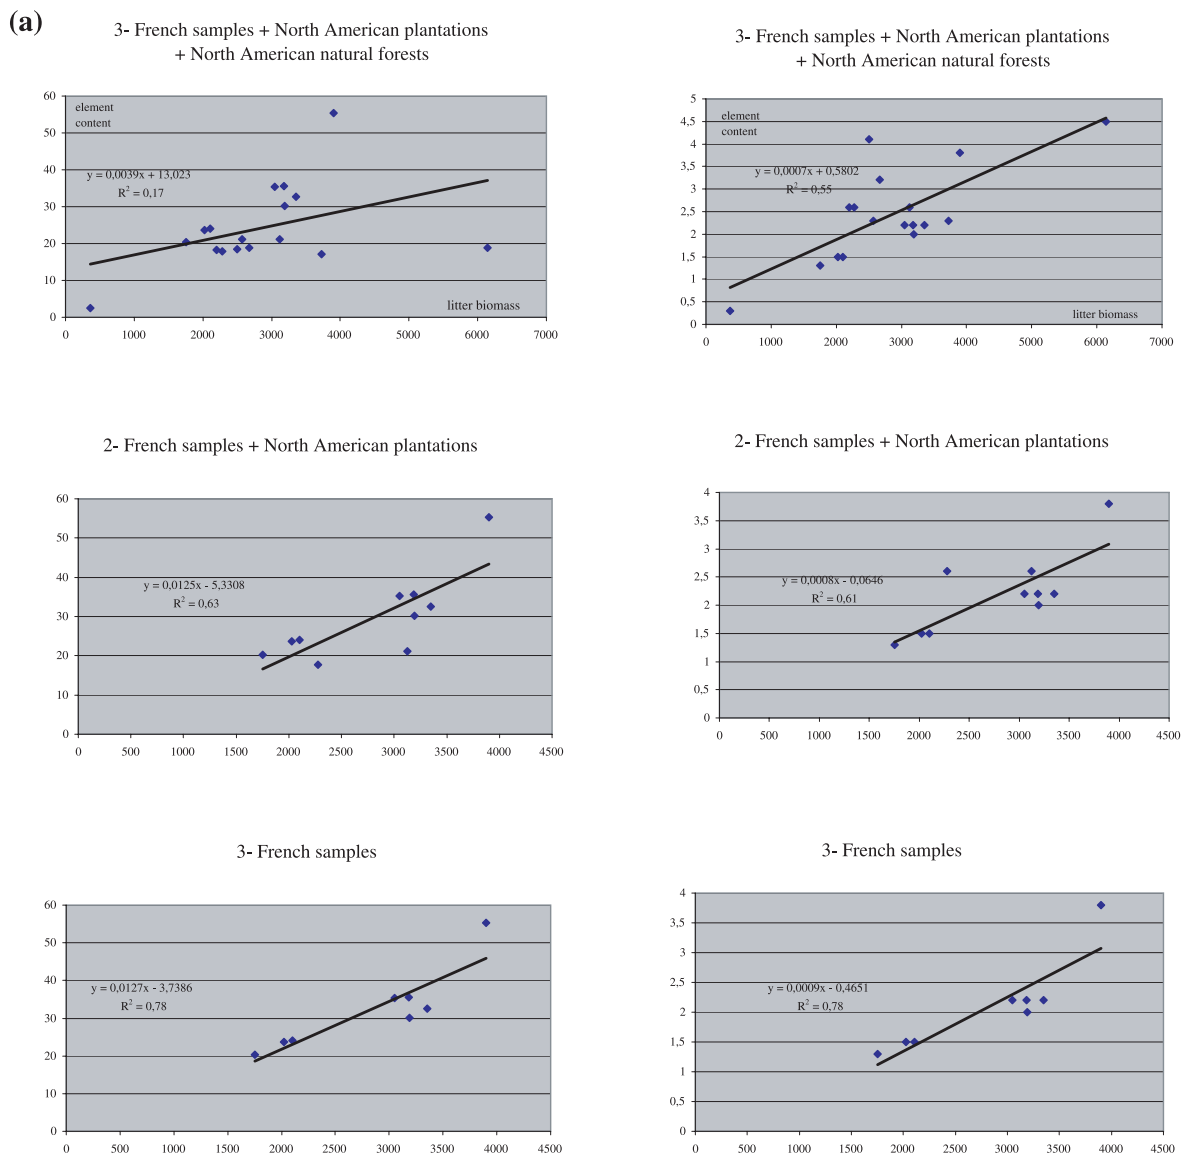 (a)
3- French samples + North American plantations
+ North American natural forests
60
50
40
30
20
10
0
element
content
y = 0,0039x + 13,023
R² = 0,17
litter biomass
0 1000 2000 3000 4000 5000 6000 7000
3- French samples + North American plantations
+ North American natural forests
5
4,5
4
3,5
3
2,5
2
1,5
1
0,5
0
element
content
y = 0,0007x + 0,5802
R² = 0,55
litter biomass
0 1000 2000 3000 4000 5000 6000 7000
2- French samples + North American plantations
60
50
40
30
20
10
0
y = 0,0125x - 5,3308
R² = 0,63
0 500 1000 1500 2000 2500 3000 3500 4000 4500
2- French samples + North American plantations
4
3,5
3
2,5
2
1,5
1
0,5
0
y = 0,0008x - 0,0646
R² = 0,61
0 500 1000 1500 2000 2500 3000 3500 4000 4500
3- French samples
60
50
40
30
20
10
0
y = 0,0127x - 3,7386
R² = 0,78
0 500 1000 1500 2000 2500 3000 3500 4000 4500
3- French samples
4
3,5
3
2,5
2
1,5
1
0,5
0
y = 0,0009x - 0,4651
R² = 0,78
0 500 1000 1500 2000 2500 3000 3500 4000 4500